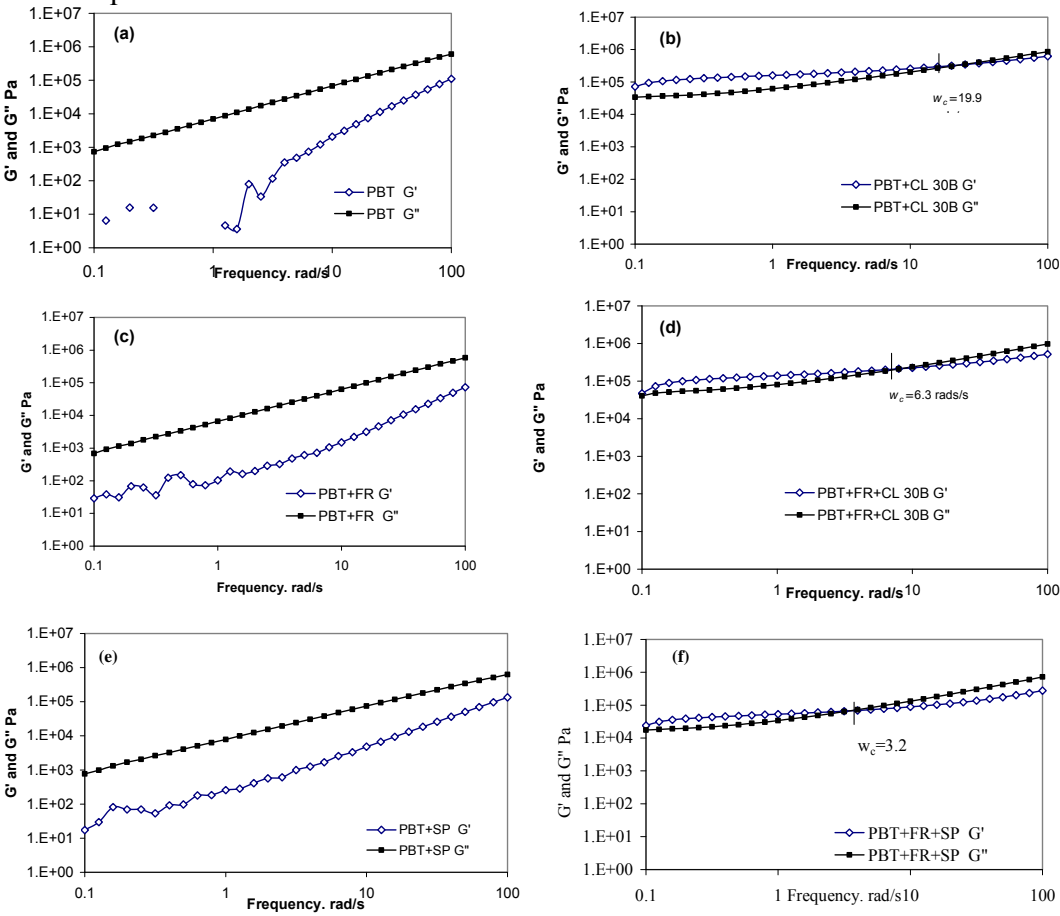 (a)
1.E+07
1.E+06
1.E+05
1.E+04
1.E+03
1.E+02
1.E+01
1.E+00
G' and G" Pa
PBT G'
PBT G"
0.1
1
10
100
Frequency. rad/s
(b)
1.E+07
1.E+06
1.E+05
1.E+04
1.E+03
1.E+02
1.E+01
1.E+00
G' and G" Pa
w c =19.9
PBT+CL 30B G'
PBT+CL 30B G"
0.1
1
10
100
Frequency. rad/s
(c)
1.E+07
1.E+06
1.E+05
1.E+04
1.E+03
1.E+02
1.E+01
1.E+00
G' and G" Pa
PBT+FR G'
PBT+FR G"
0.1
1
10
100
Frequency. rad/s
(d)
1.E+07
1.E+06
1.E+05
1.E+04
1.E+03
1.E+02
1.E+01
1.E+00
G' and G" Pa
w c =6.3 rads/s
PBT+FR+CL 30B G'
PBT+FR+CL 30B G"
0.1
1
10
100
Frequency. rad/s
(e)
1.E+07
1.E+06
1.E+05
1.E+04
1.E+03
1.E+02
1.E+01
1.E+00
G' and G" Pa
PBT+SP G'
PBT+SP G"
0.1
1
10
100
Frequency. rad/s
(f)
1.E+07
1.E+06
1.E+05
1.E+04
1.E+03
1.E+02
1.E+01
1.E+00
G' and G" Pa
wc=3.2
PBT+FR+SP G'
PBT+FR+SP G"
0.1
1
10
100
Frequency. rad/s